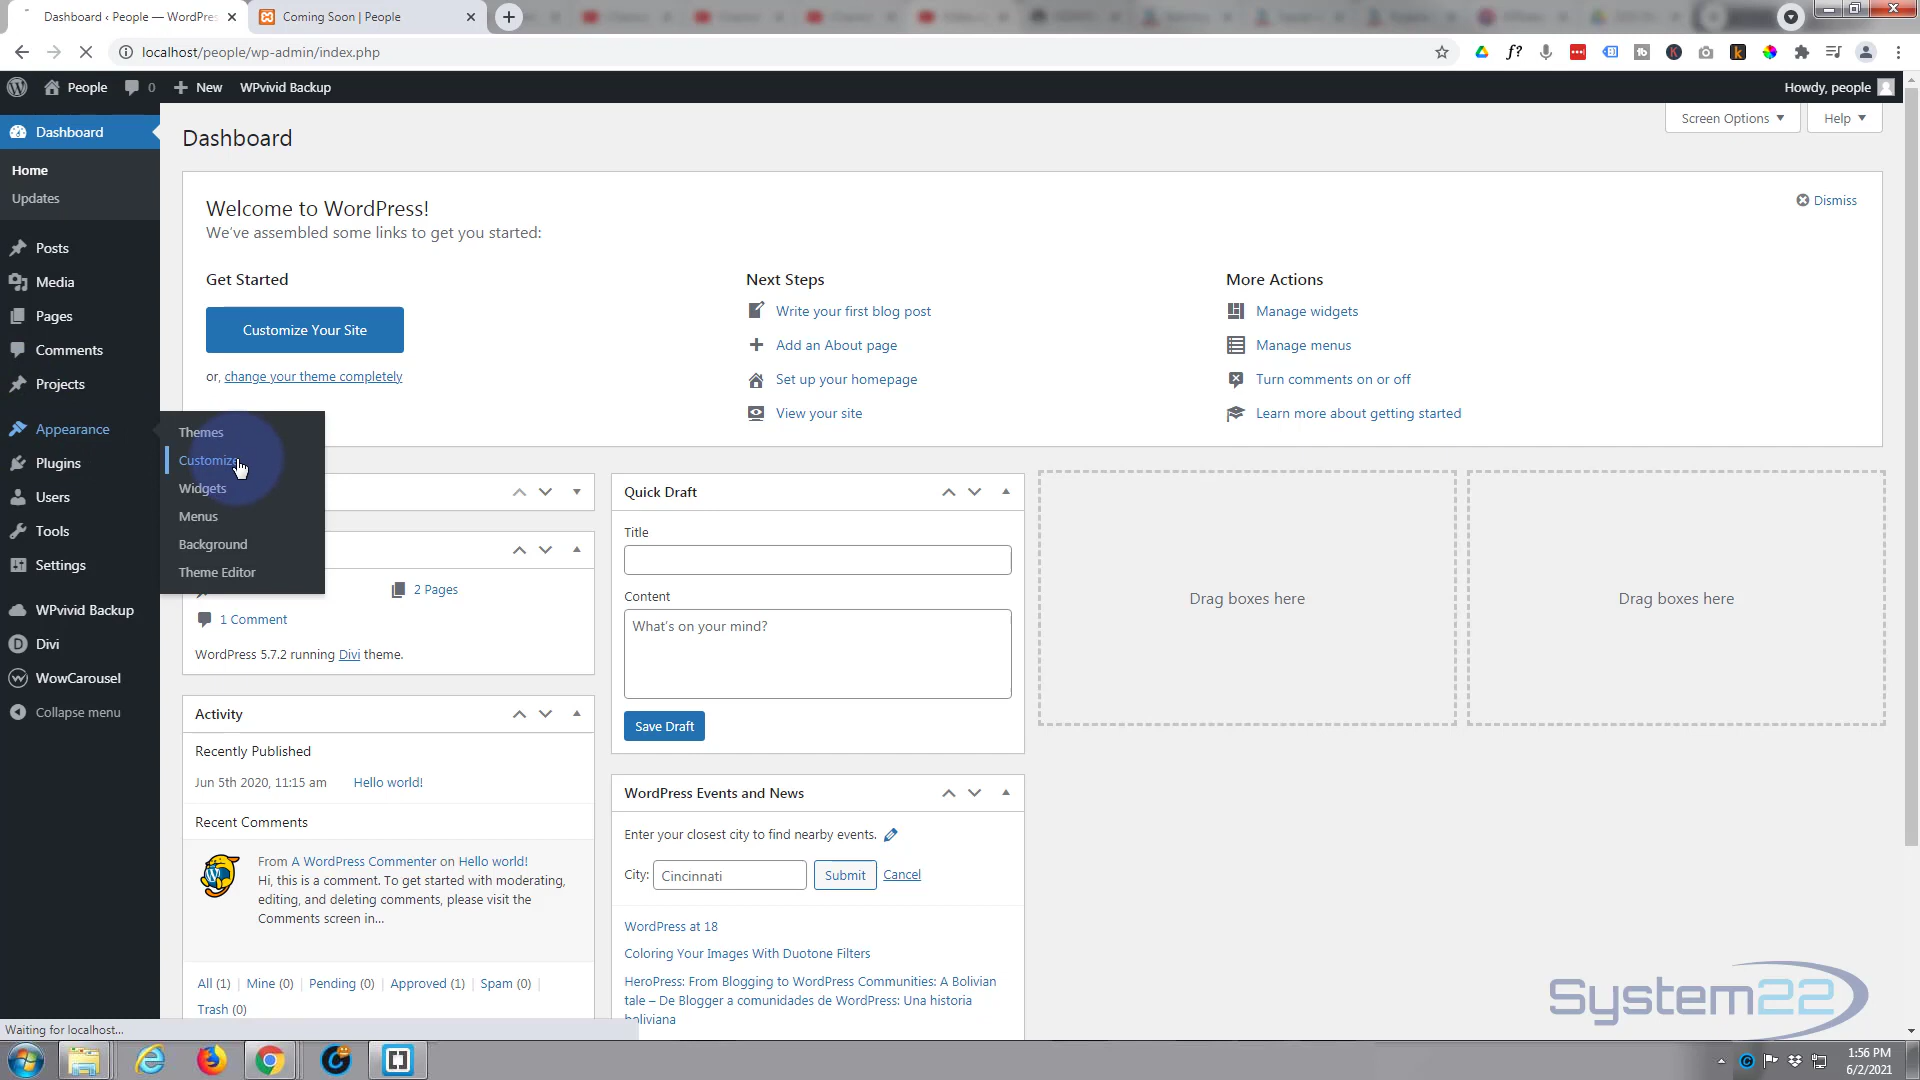 Dashboard ‹ People — WordPres
Coming Soon | People
localhost/people/wp-admin/index.php
People
0
New
WPvivid Backup
Howdy, people
Dashboard
Home
Updates
Posts
Media
Pages
Comments
Projects
Appearance
Plugins
Users
Tools
Settings
WPvivid Backup
Divi
WowCarousel
Collapse menu
Themes
Customize
Widgets
Menus
Background
Theme Editor
Dashboard
Screen Options
Help
Welcome to WordPress!
We've assembled some links to get you started:
Dismiss
Get Started
Customize Your Site
or, change your theme completely
Next Steps
Write your first blog post
Add an About page
Set up your homepage
View your site
More Actions
Manage widgets
Manage menus
Turn comments on or off
Learn more about getting started
2 Pages
1 Comment
WordPress 5.7.2 running Divi theme.
Activity
Recently Published
Jun 5th 2020, 11:15 am Hello world!
Recent Comments
From A WordPress Commenter on Hello world!
Hi, this is a comment. To get started with moderating,
editing, and deleting comments, please visit the
Comments screen in...
All (1) | Mine (0) | Pending (0) | Approved (1) | Spam (0) |
Trash (0)
Quick Draft
Title
Content
What's on your mind?
Save Draft
WordPress Events and News
Enter your closest city to find nearby events.
City: Cincinnati Submit Cancel
WordPress at 18
Coloring Your Images With Duotone Filters
HeroPress: From Blogging to WordPress Communities: A Bolivian
tale – De Blogger a comunidades de WordPress: Una historia
boliviana
Drag boxes here
Drag boxes here
System22
Waiting for localhost...
1:56 PM
6/2/2021